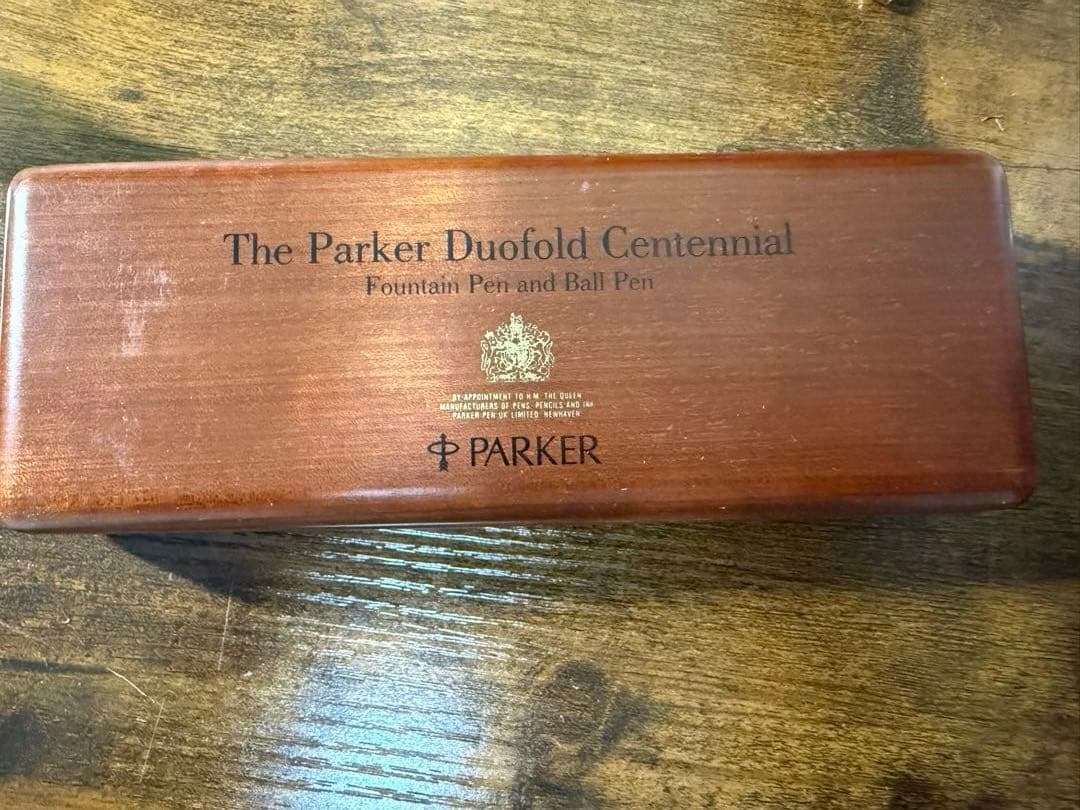 The Parker Duofold Centennial
Fountain Pen and Ball Pen
BY APPOINTMENT TO H.M. THE QUEEN
MANUFACTURERS OF PENS, PENCILS AND INK
PARKER PEN UK LIMITED, NEWHAVEN
PARKER